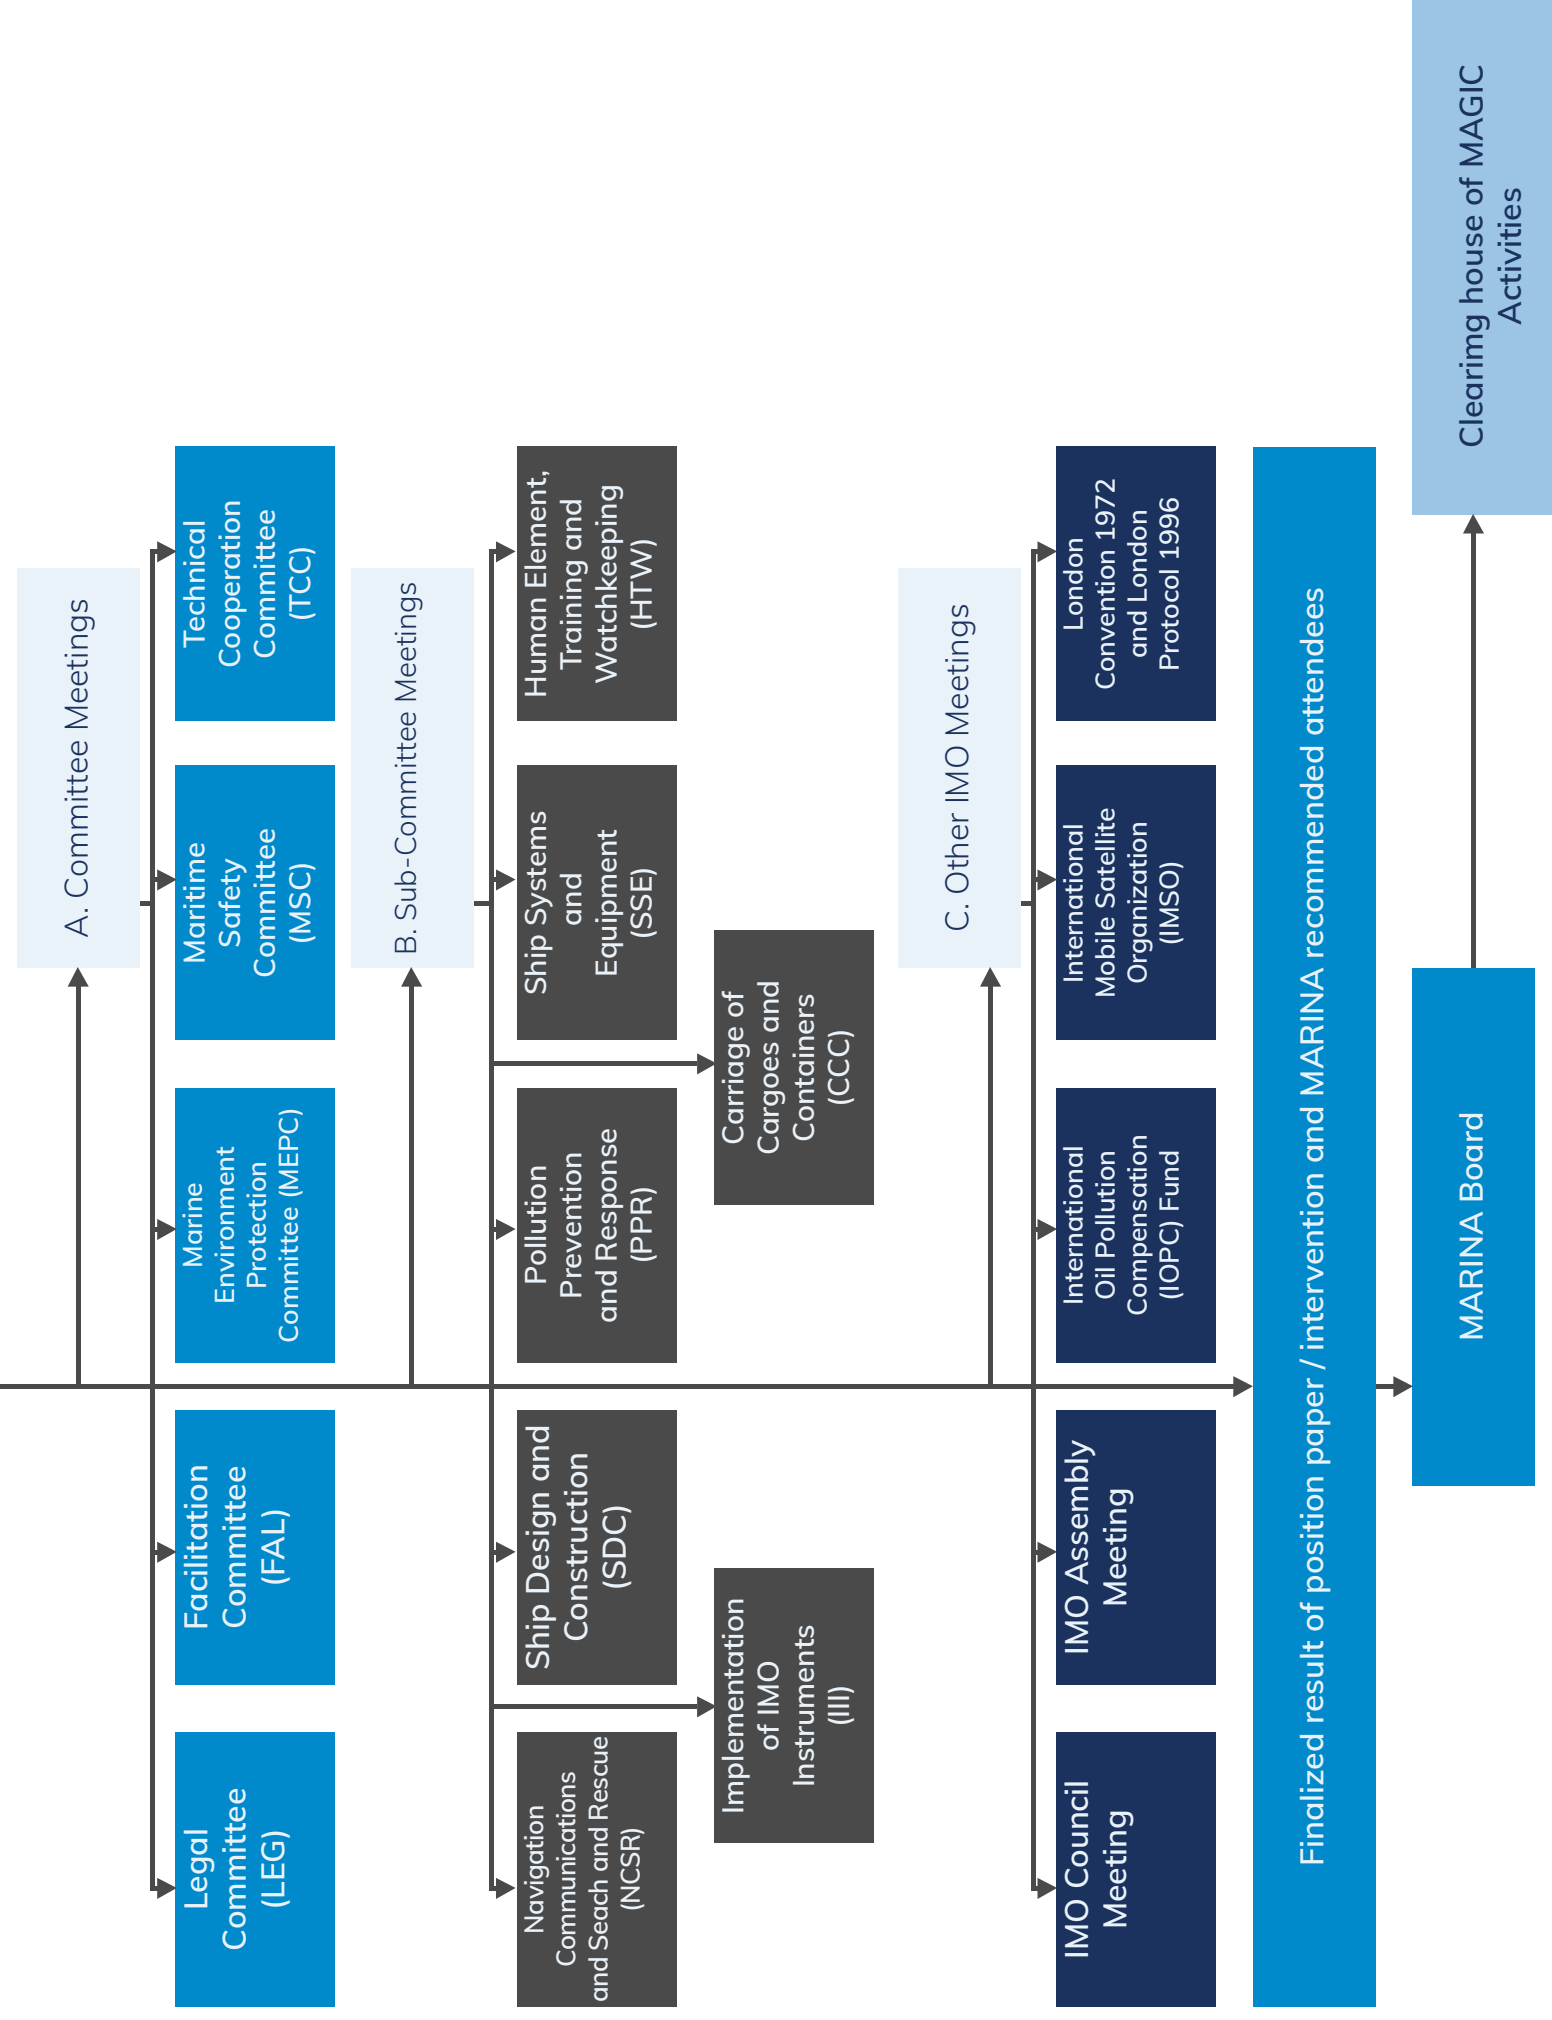 A. Committee Meetings
Legal
Committee
(LEG)
Facilitation
Committee
(FAL)
Marine
Environment
Protection
Committee (MEPC)
Maritime
Safety
Committee
(MSC)
Technical
Cooperation
Committee
(TCC)
B. Sub-Committee Meetings
Navigation
Communications
and Seach and Rescue
(NCSR)
Ship Design and
Construction
(SDC)
Pollution
Prevention
and Response
(PPR)
Ship Systems
and
Equipment
(SSE)
Human Element,
Training and
Watchkeeping
(HTW)
Implementation
of IMO
Instruments
(III)
Carriage of
Cargoes and
Containers
(CCC)
C. Other IMO Meetings
IMO Council
Meeting
IMO Assembly
Meeting
International
Oil Pollution
Compensation
(IOPC) Fund
International
Mobile Satellite
Organization
(IMSO)
London
Convention 1972
and London
Protocol 1996
Finalized result of position paper / intervention and MARINA recommended attendees
MARINA Board
Clearimg house of MAGIC
Activities